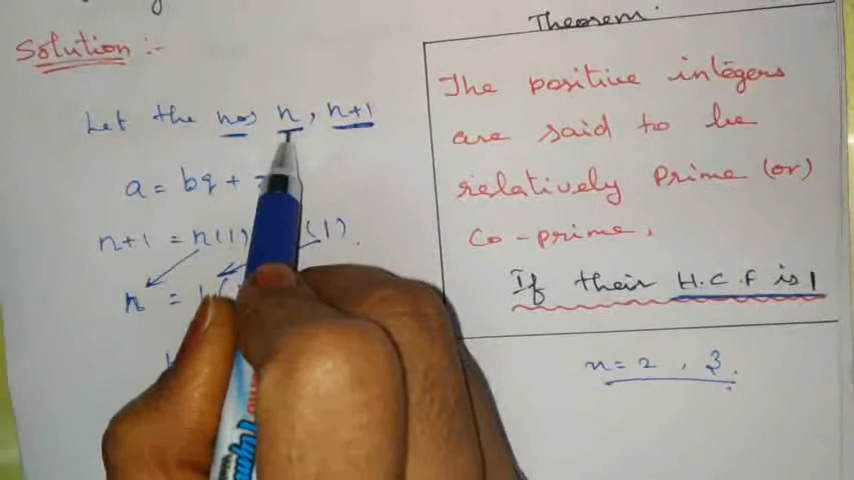 Solution :-
Let the nos n, n+1
a = bq +
n+1 = n(1) (1).
n =
Theorem.
The positive integers
are said to be
relatively prime (or)
Co-prime.
If their H.C.F is 1
n = 2 , 3.